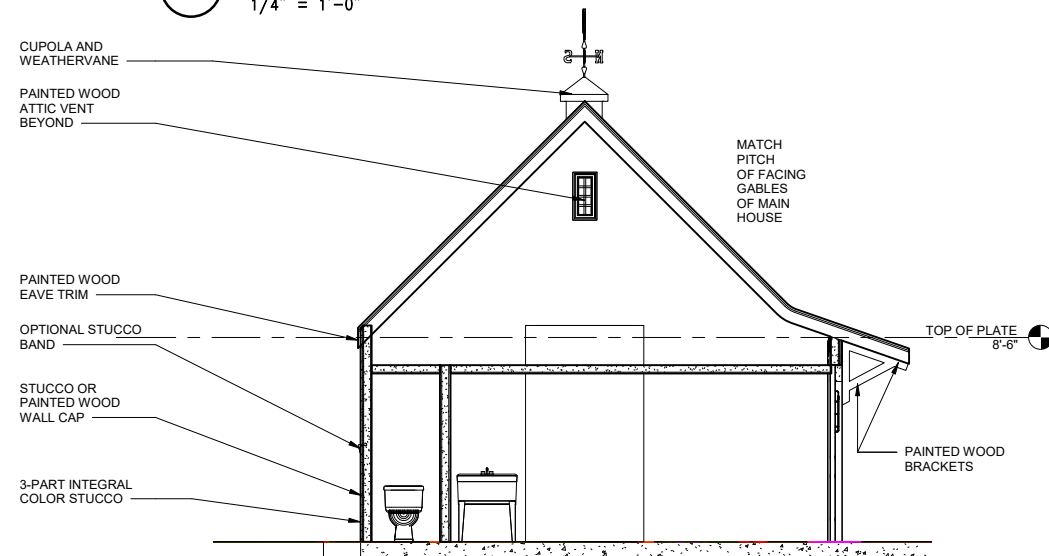 1/4" = 1'-0"
CUPOLA AND
WEATHERVANE
S N
PAINTED WOOD
ATTIC VENT
BEYOND
MATCH
PITCH
OF FACING
GABLES
OF MAIN
HOUSE
PAINTED WOOD
EAVE TRIM
OPTIONAL STUCCO
BAND
TOP OF PLATE
8'-6"
STUCCO OR
PAINTED WOOD
WALL CAP
PAINTED WOOD
BRACKETS
3-PART INTEGRAL
COLOR STUCCO